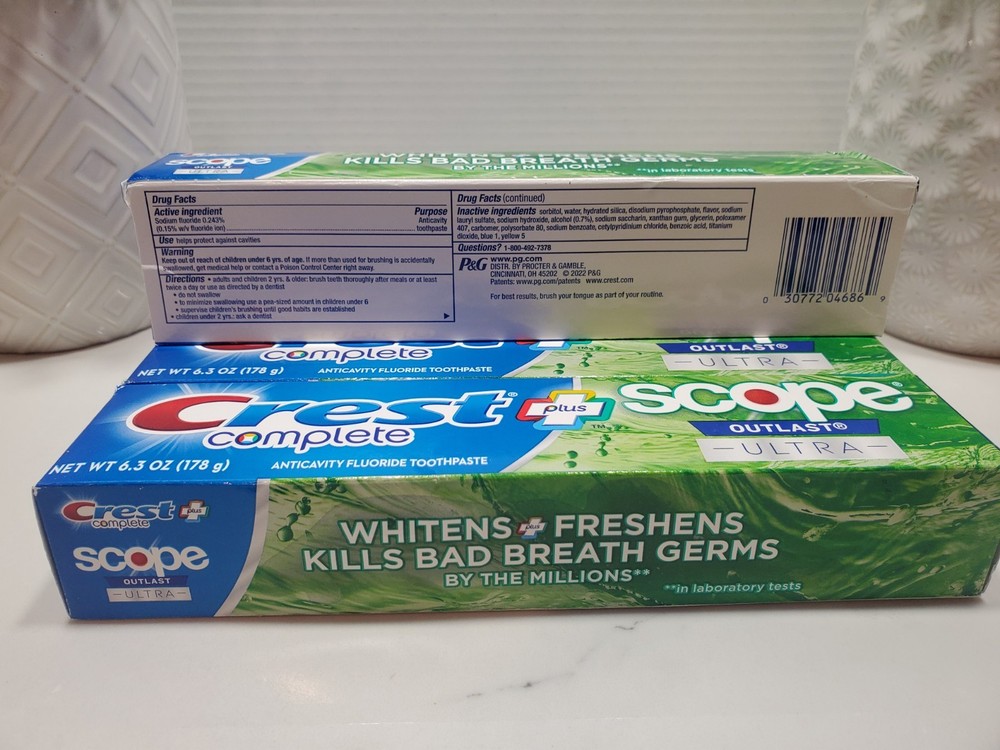 scope
OUTLAST
KILLS BAD BREATH GERMS
BY THE MILLIONS**
**in laboratory tests
Drug Facts
Active ingredient Purpose
Sodium fluoride 0.243% Anticavity
(0.15% w/v fluoride ion) toothpaste
Use helps protect against cavities
Warning
Keep out of reach of children under 6 yrs. of age. If more than used for brushing is accidentally
swallowed, get medical help or contact a Poison Control Center right away.
Directions • adults and children 2 yrs. & older: brush teeth thoroughly after meals or at least
twice a day or use as directed by a dentist
• do not swallow
• to minimize swallowing use a pea-sized amount in children under 6
• supervise children's brushing until good habits are established
• children under 2 yrs.: ask a dentist
Drug Facts (continued)
Inactive ingredients sorbitol, water, hydrated silica, disodium pyrophosphate, flavor, sodium
lauryl sulfate, sodium hydroxide, alcohol (0.7%), sodium saccharin, xanthan gum, glycerin, poloxamer
407, carbomer, polysorbate 80, sodium benzoate, cetylpyridinium chloride, benzoic acid, titanium
dioxide, blue 1, yellow 5
Questions? 1-800-492-7378
P&G www.pg.com
DISTR. BY PROCTER & GAMBLE,
CINCINNATI, OH 45202 © 2022 P&G
Patents: www.pg.com/patents www.crest.com
For best results, brush your tongue as part of your routine.
0 30772 04686 9
complete
NET WT 6.3 OZ (178 g)
ANTICAVITY FLUORIDE TOOTHPASTE
OUTLAST®
ULTRA
Crest®
complete™
plus
scope®
OUTLAST®
ULTRA
NET WT 6.3 OZ (178 g)
ANTICAVITY FLUORIDE TOOTHPASTE
Crest plus
complete
scope
OUTLAST
ULTRA
WHITENS plus FRESHENS
KILLS BAD BREATH GERMS
BY THE MILLIONS**
**in laboratory tests